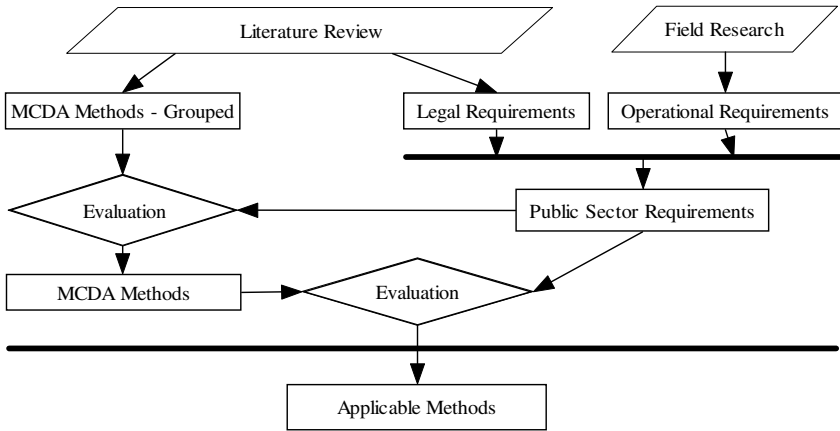 Literature Review
Field Research
MCDA Methods - Grouped
Legal Requirements
Operational Requirements
Evaluation
Public Sector Requirements
MCDA Methods
Evaluation
Applicable Methods